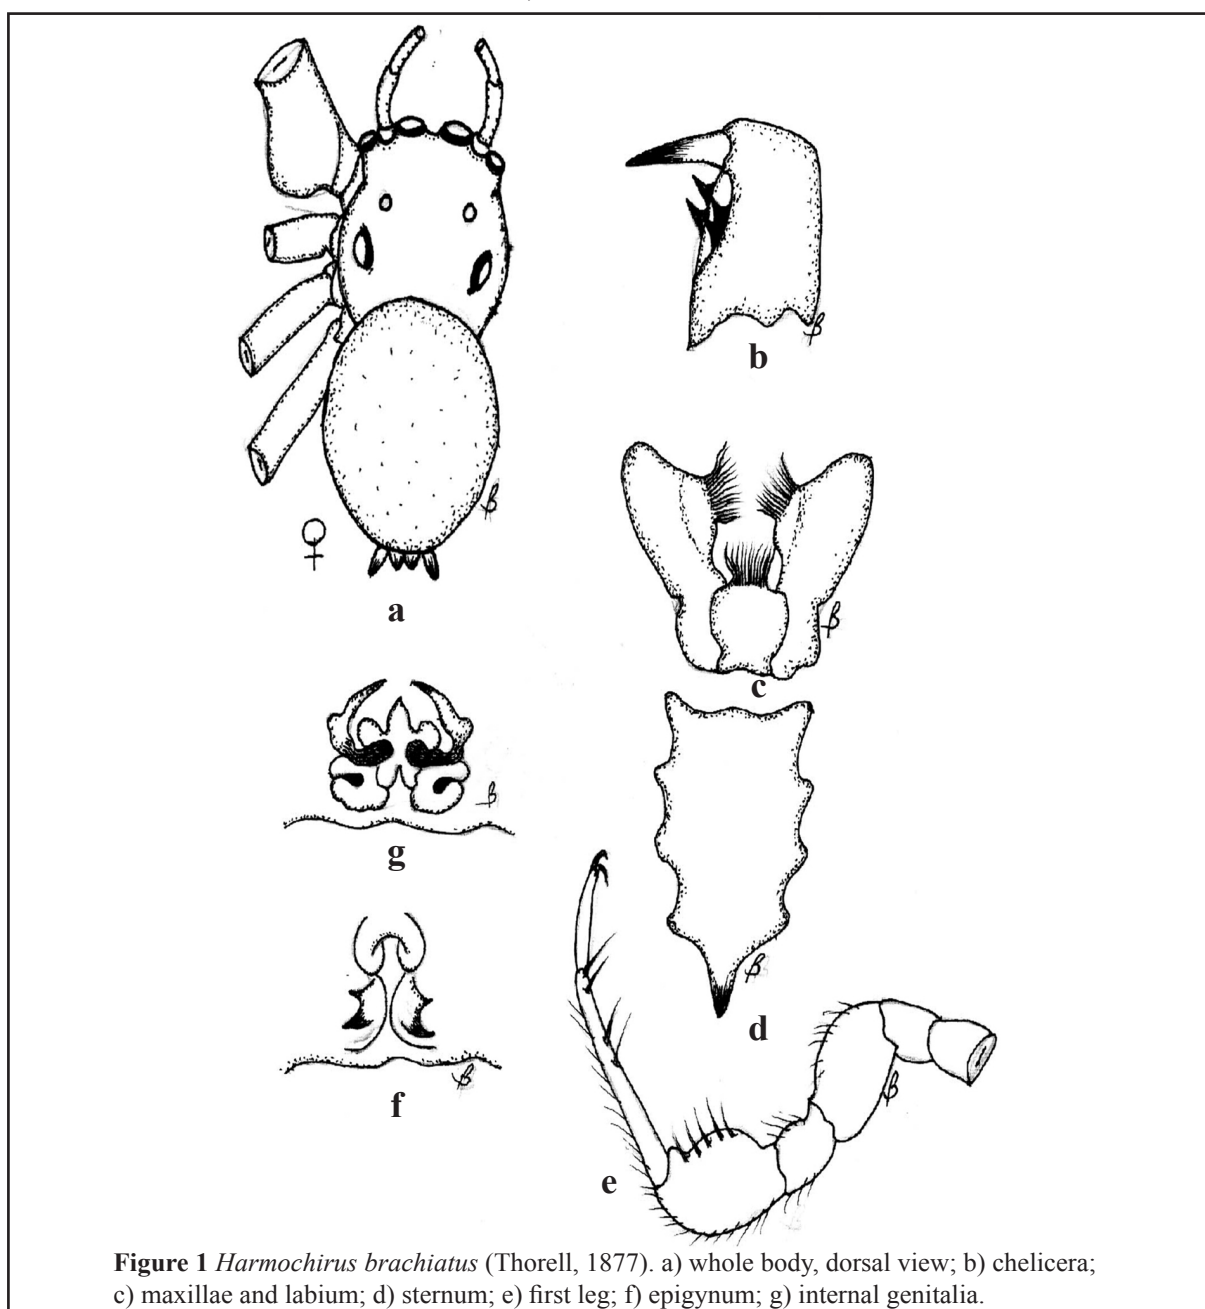 a
b
c
g
d
f
e
Figure 1 Harmochirus brachiatus (Thorell, 1877). a) whole body, dorsal view; b) chelicera;
c) maxillae and labium; d) sternum; e) first leg; f) epigynum; g) internal genitalia.